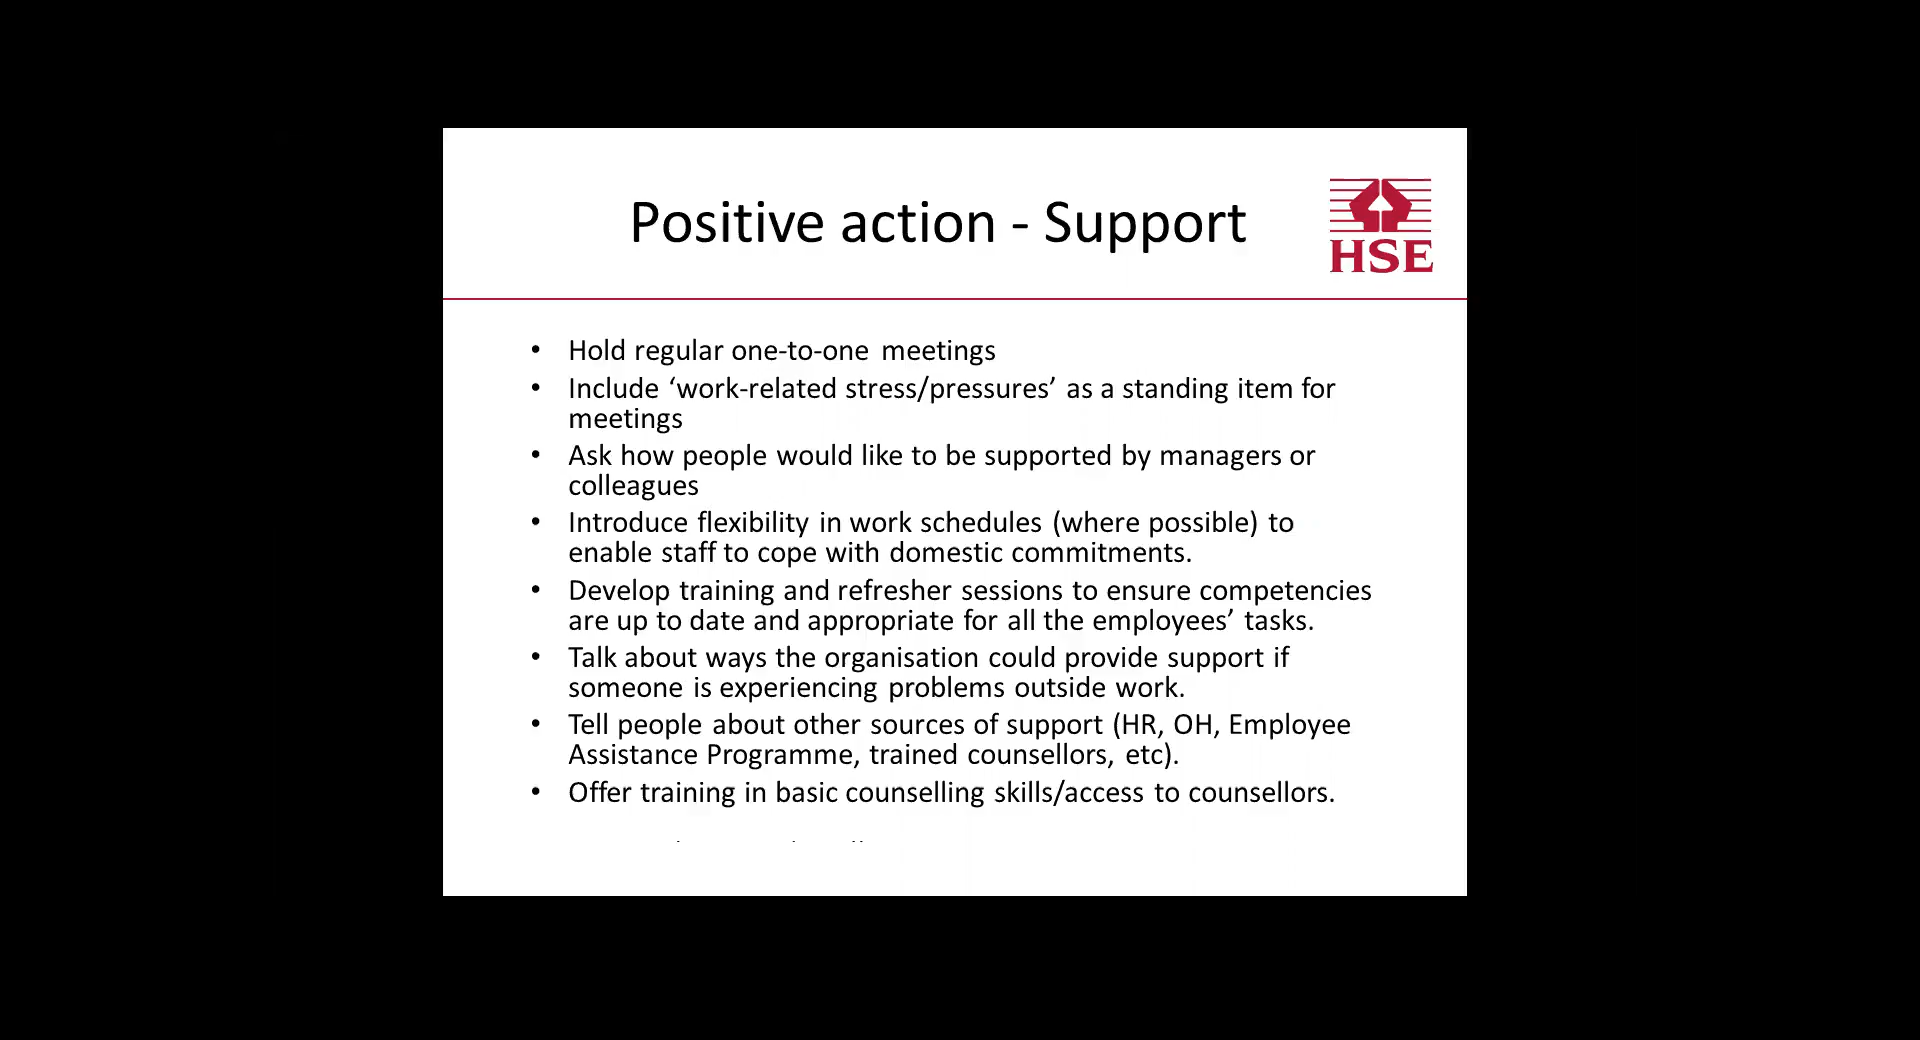 Positive action - Support
HSE
• Hold regular one-to-one meetings
• Include ‘work-related stress/pressures’ as a standing item for
meetings
• Ask how people would like to be supported by managers or
colleagues
• Introduce flexibility in work schedules (where possible) to
enable staff to cope with domestic commitments.
• Develop training and refresher sessions to ensure competencies
are up to date and appropriate for all the employees’ tasks.
• Talk about ways the organisation could provide support if
someone is experiencing problems outside work.
• Tell people about other sources of support (HR, OH, Employee
Assistance Programme, trained counsellors, etc).
• Offer training in basic counselling skills/access to counsellors.